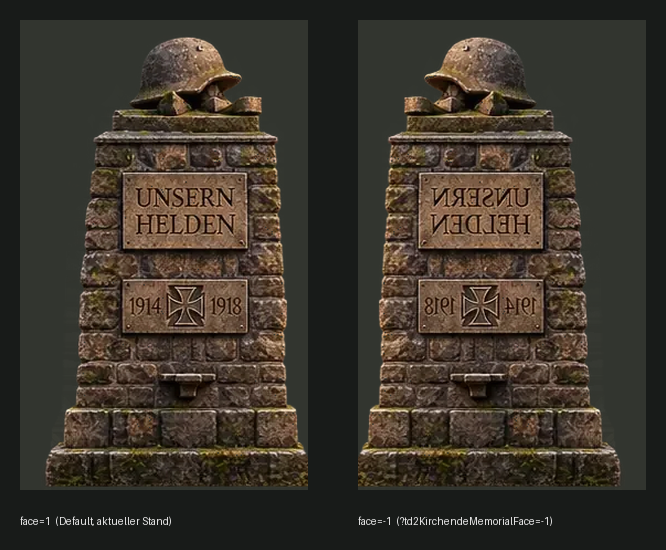 UNSERN
HELDEN
1914 1918
UNSERN
HELDEN
1914 1918
face=1 (Default, aktueller Stand)
face=-1 (?td2KirchendeMemorialFace=-1)